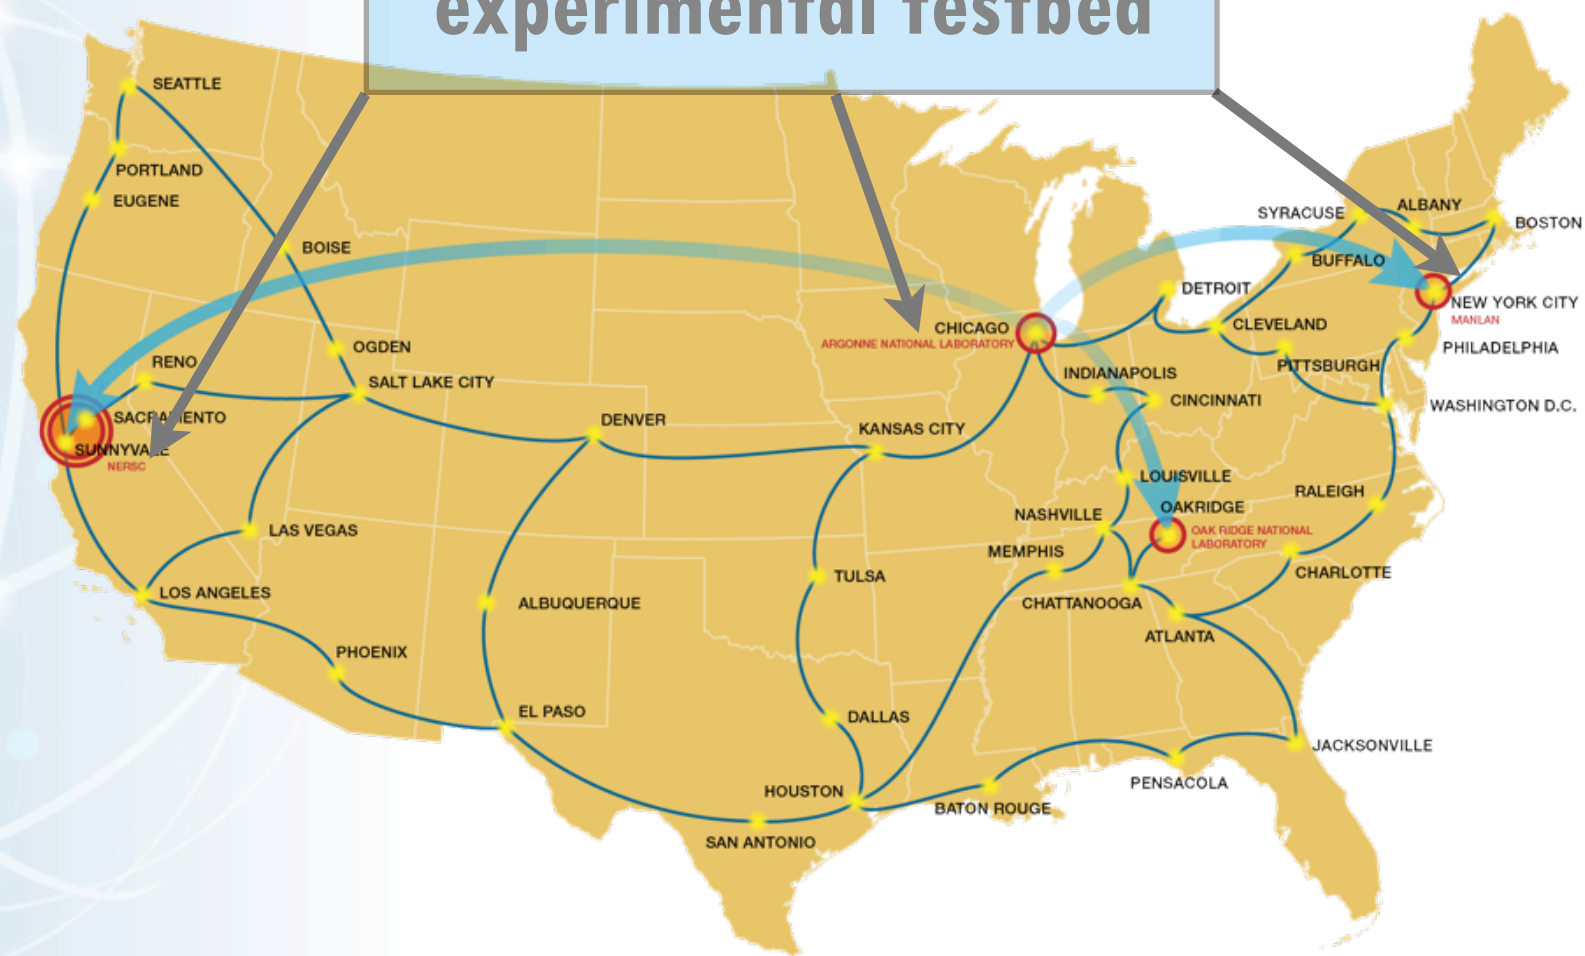 experimental testbed
SEATTLE
PORTLAND
EUGENE
BOISE
SYRACUSE
ALBANY
BOSTON
BUFFALO
DETROIT
NEW YORK CITY
MANLAN
CHICAGO
ARGONNE NATIONAL LABORATORY
CLEVELAND
PHILADELPHIA
OGDEN
RENO
PITTSBURGH
INDIANAPOLIS
SALT LAKE CITY
CINCINNATI
WASHINGTON D.C.
SACRAMENTO
DENVER
KANSAS CITY
SUNNYVALE
NERSC
LOUISVILLE
RALEIGH
OAKRIDGE
NASHVILLE
OAK RIDGE NATIONAL
LABORATORY
LAS VEGAS
MEMPHIS
CHARLOTTE
TULSA
LOS ANGELES
ALBUQUERQUE
CHATTANOOGA
ATLANTA
PHOENIX
EL PASO
DALLAS
JACKSONVILLE
PENSACOLA
HOUSTON
BATON ROUGE
SAN ANTONIO